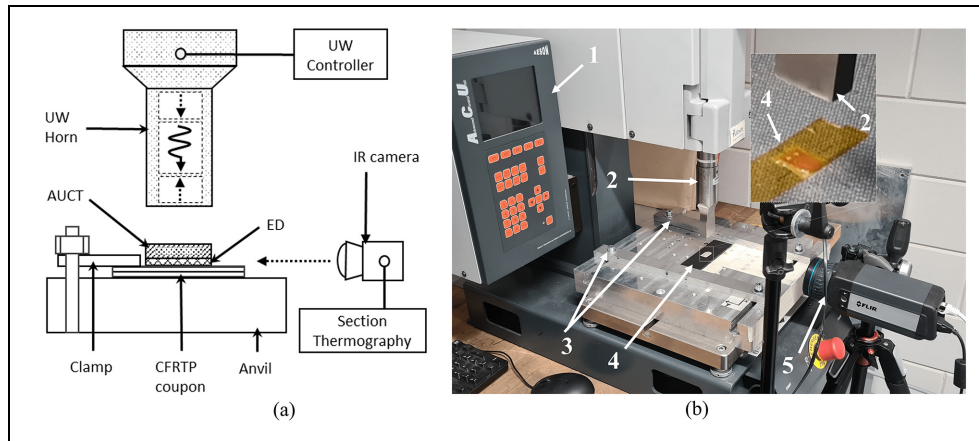 UW
Controller
UW
Horn
IR camera
AUCT
ED
Section
Thermography
Clamp
CFRTP
coupon
Anvil
(a)
AESON
1
4
2
2
3
4
5
FLIR
(b)